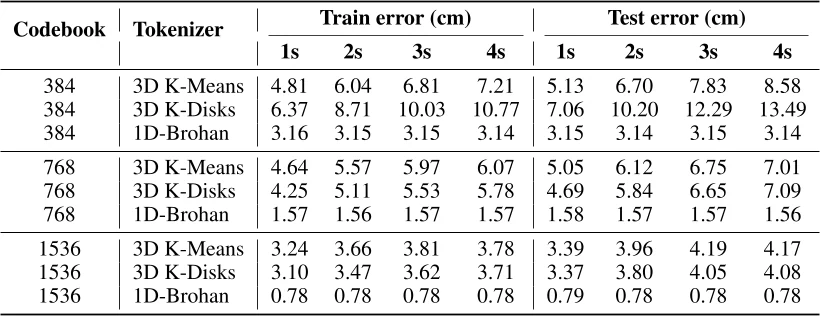 Codebook Tokenizer Train error (cm) Test error (cm)
1s 2s 3s 4s 1s 2s 3s 4s
384 3D K-Means 4.81 6.04 6.81 7.21 5.13 6.70 7.83 8.58
384 3D K-Disks 6.37 8.71 10.03 10.77 7.06 10.20 12.29 13.49
384 1D-Brohan 3.16 3.15 3.15 3.14 3.15 3.14 3.15 3.14
768 3D K-Means 4.64 5.57 5.97 6.07 5.05 6.12 6.75 7.01
768 3D K-Disks 4.25 5.11 5.53 5.78 4.69 5.84 6.65 7.09
768 1D-Brohan 1.57 1.56 1.57 1.57 1.58 1.57 1.57 1.56
1536 3D K-Means 3.24 3.66 3.81 3.78 3.39 3.96 4.19 4.17
1536 3D K-Disks 3.10 3.47 3.62 3.71 3.37 3.80 4.05 4.08
1536 1D-Brohan 0.78 0.78 0.78 0.78 0.79 0.78 0.78 0.78